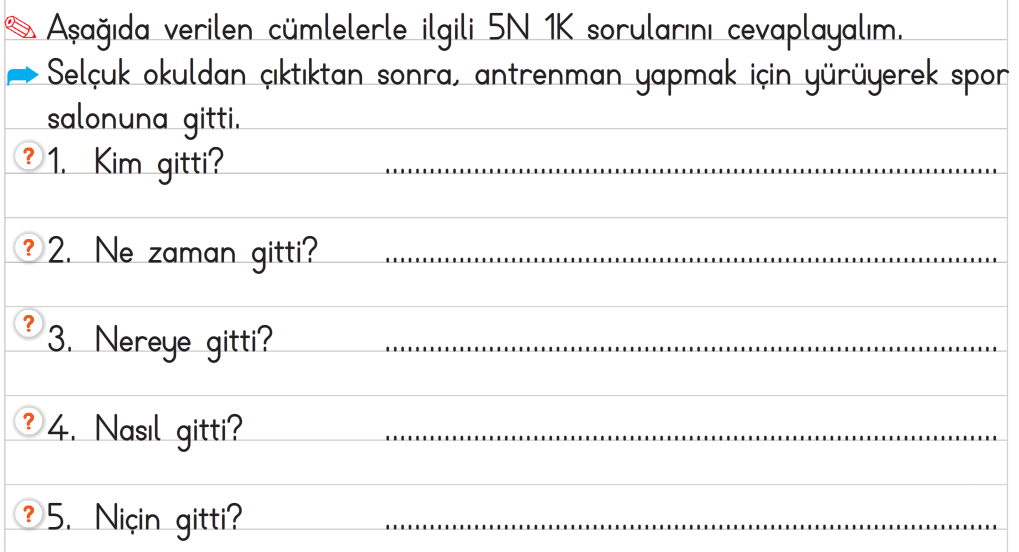 Aşağıda verilen cümlelerle ilgili 5N 1K sorularını cevaplayalım.
Selçuk okuldan çıktıktan sonra, antrenman yapmak için yürüyerek spor
salonuna gitti.
? 1. Kim gitti? ....................................................................................
? 2. Ne zaman gitti? ....................................................................................
? 3. Nereye gitti? ....................................................................................
? 4. Nasıl gitti? ....................................................................................
? 5. Niçin gitti? ....................................................................................